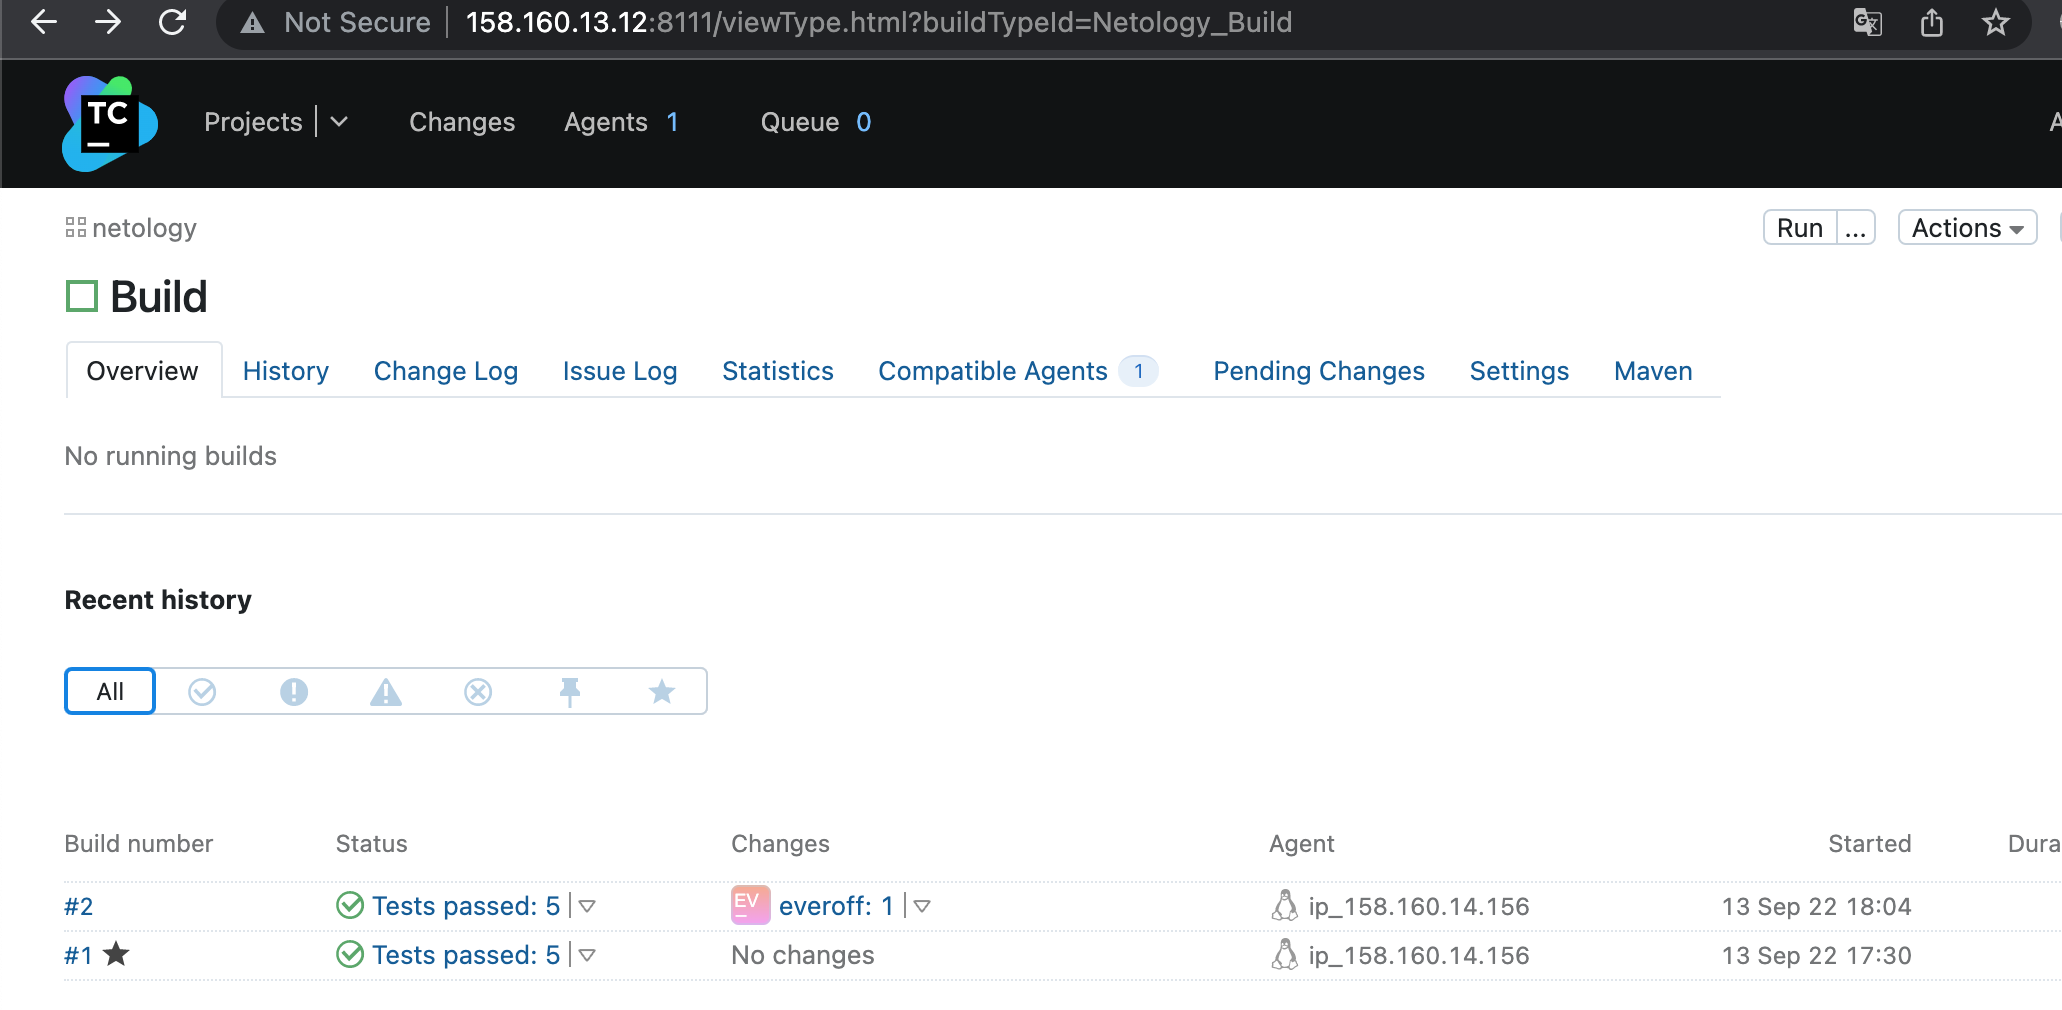 Not Secure 158.160.13.12:8111/viewType.html?buildTypeId=Netology_Build
TC Projects Changes Agents 1 Queue 0 A
netology Run ... Actions
Build
Overview History Change Log Issue Log Statistics Compatible Agents 1 Pending Changes Settings Maven
No running builds
Recent history
All
Build number Status Changes Agent Started Dura
#2 Tests passed: 5 EV everoff: 1 ip_158.160.14.156 13 Sep 22 18:04
#1 Tests passed: 5 No changes ip_158.160.14.156 13 Sep 22 17:30